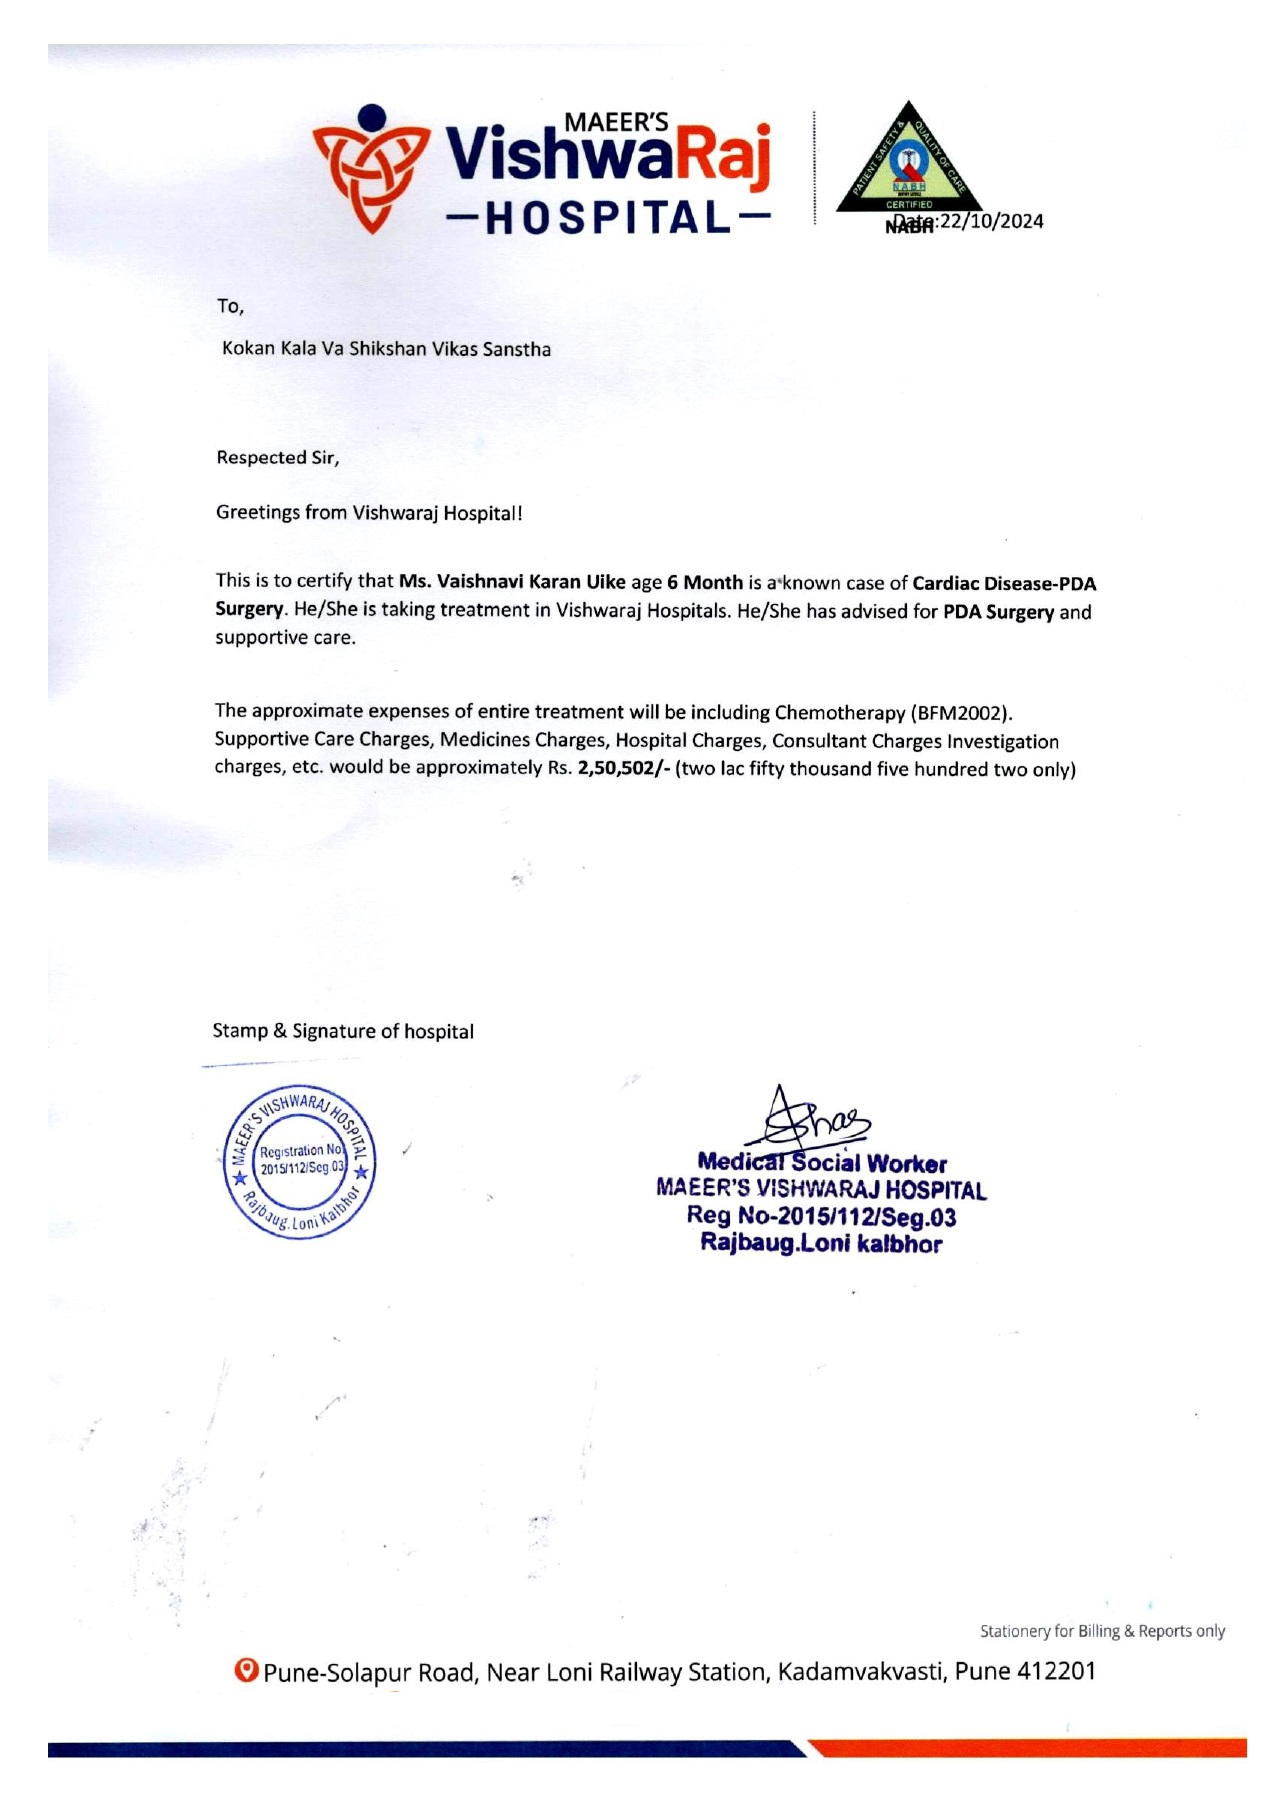 MAEER'S
VishwaRaj
HOSPITAL
PATIENT SAFETY & QUALITY OF CARE
NABH
CERTIFIED
NABH
Date:22/10/2024
To,
Kokan Kala Va Shikshan Vikas Sanstha
Respected Sir,
Greetings from Vishwaraj Hospital!
This is to certify that Ms. Vaishnavi Karan Uike age 6 Month is a known case of Cardiac Disease-PDA
Surgery. He/She is taking treatment in Vishwaraj Hospitals. He/She has advised for PDA Surgery and
supportive care.
The approximate expenses of entire treatment will be including Chemotherapy (BFM2002).
Supportive Care Charges, Medicines Charges, Hospital Charges, Consultant Charges Investigation
charges, etc. would be approximately Rs. 2,50,502/- (two lac fifty thousand five hundred two only)
Stamp & Signature of hospital
MAEER'S VISHWARAJ HOSPITAL
Registration No
2015/112/Seg.03
Rajbaug.Loni Kalbhor
Medical Social Worker
MAEER'S VISHWARAJ HOSPITAL
Reg No-2015/112/Seg.03
Rajbaug.Loni kalbhor
Stationery for Billing & Reports only
Pune-Solapur Road, Near Loni Railway Station, Kadamvakvasti, Pune 412201